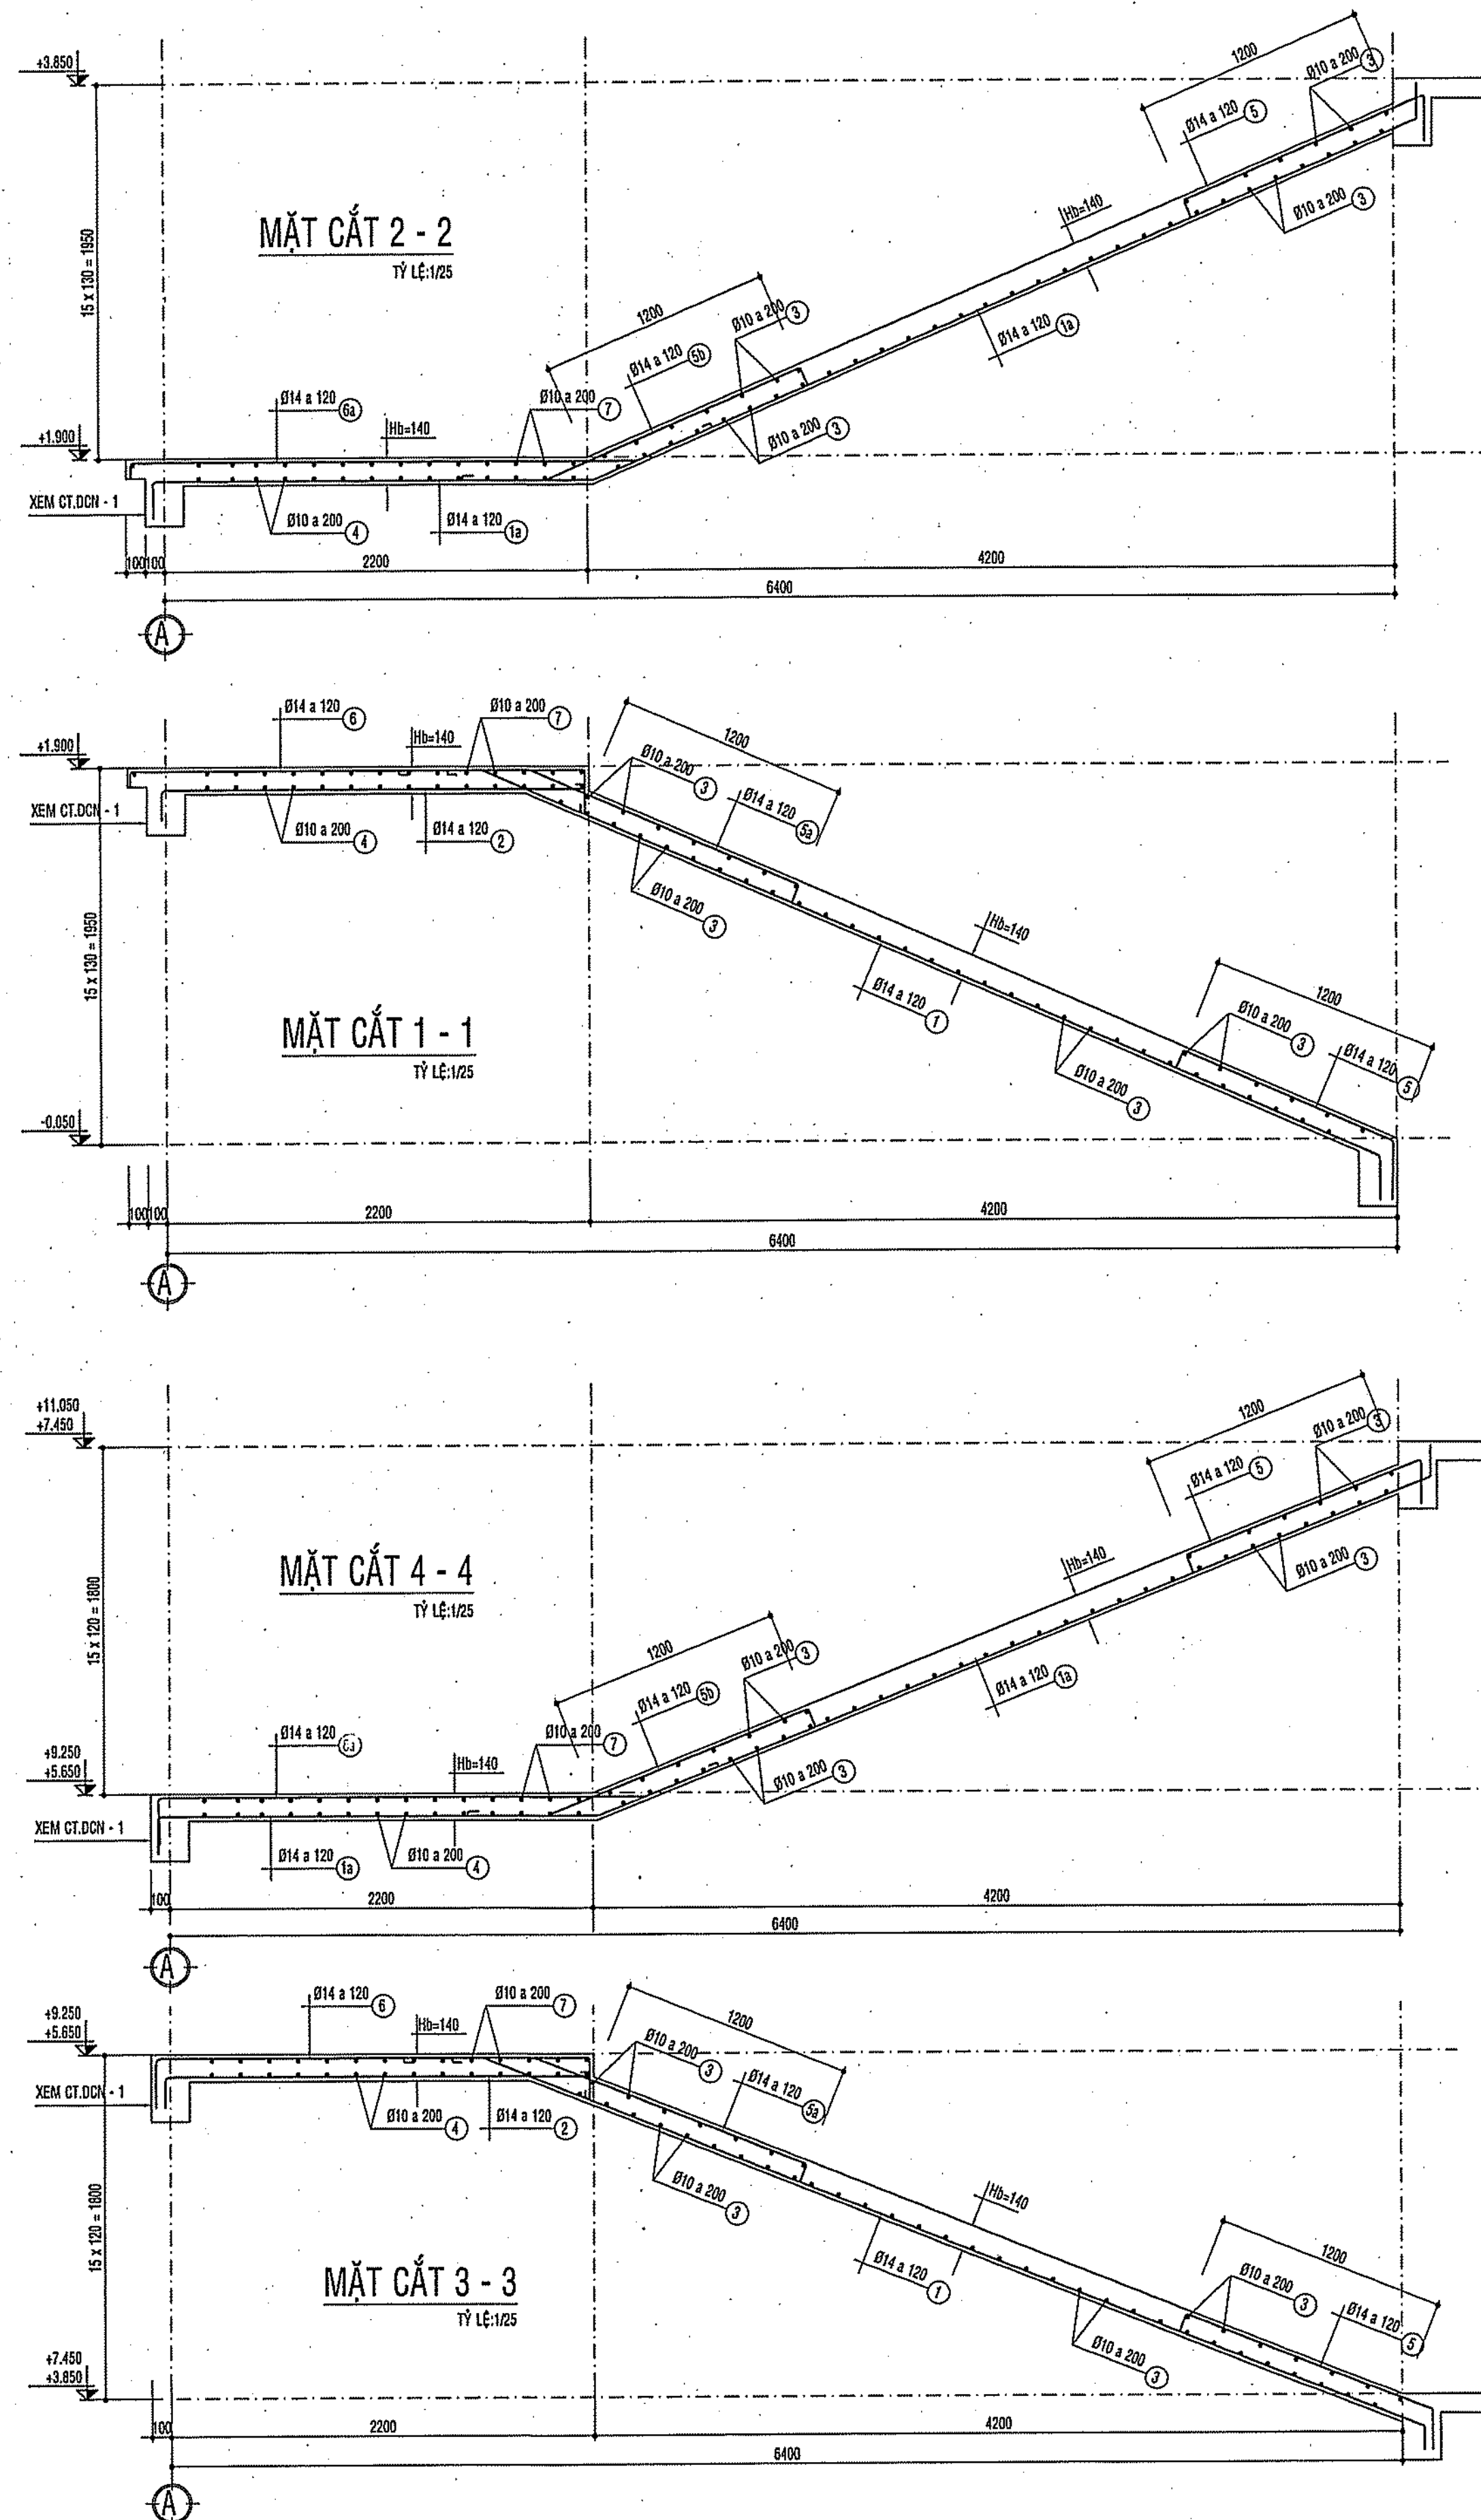 +3.850
1200
Ø10 a 200 3
Ø14 a 120 5
Hb=140
Ø10 a 200 3
MẶT CẮT 2 - 2
TỶ LỆ:1/25
15 x 130 = 1950
1200
Ø10 a 200 3
Ø14 a 120 5b
Ø14 a 120 1a
Ø14 a 120 6a
Hb=140
Ø10 a 200 7
Ø10 a 200 3
+1.900
XEM CT.DCN - 1
Ø10 a 200 4
Ø14 a 120 1a
100 100 2200 4200
6400
A
Ø14 a 120 6
Ø10 a 200 7
Hb=140
1200
+1.900
Ø10 a 200 3
Ø14 a 120 5a
XEM CT.DCN - 1
Ø10 a 200 4
Ø14 a 120 2
Ø10 a 200 3
Hb=140
15 x 130 = 1950
MẶT CẮT 1 - 1
TỶ LỆ:1/25
Ø14 a 120 1
1200
Ø10 a 200 3
Ø14 a 120 5
Ø10 a 200 3
-0.050
100 100 2200 4200
6400
A
+11.050
+7.450
1200
Ø10 a 200 3
Ø14 a 120 5
Hb=140
Ø10 a 200 3
MẶT CẮT 4 - 4
TỶ LỆ:1/25
15 x 120 = 1800
1200
Ø10 a 200 3
Ø14 a 120 5b
Ø14 a 120 1a
Ø14 a 120
Hb=140
Ø10 a 200 7
Ø10 a 200 3
+9.250
+5.650
XEM CT.DCN - 1
Ø14 a 120 1a
Ø10 a 200 4
100 2200 4200
6400
A
Ø14 a 120 6
Ø10 a 200 7
Hb=140
1200
+9.250
+5.650
Ø10 a 200 3
Ø14 a 120 5a
XEM CT.DCN - 1
Ø10 a 200 4
Ø14 a 120 2
Ø10 a 200 3
Hb=140
15 x 120 = 1800
MẶT CẮT 3 - 3
TỶ LỆ:1/25
Ø14 a 120 1
1200
Ø10 a 200 3
Ø14 a 120 5
Ø10 a 200 3
+7.450
+3.850
100 2200 4200
6400
A